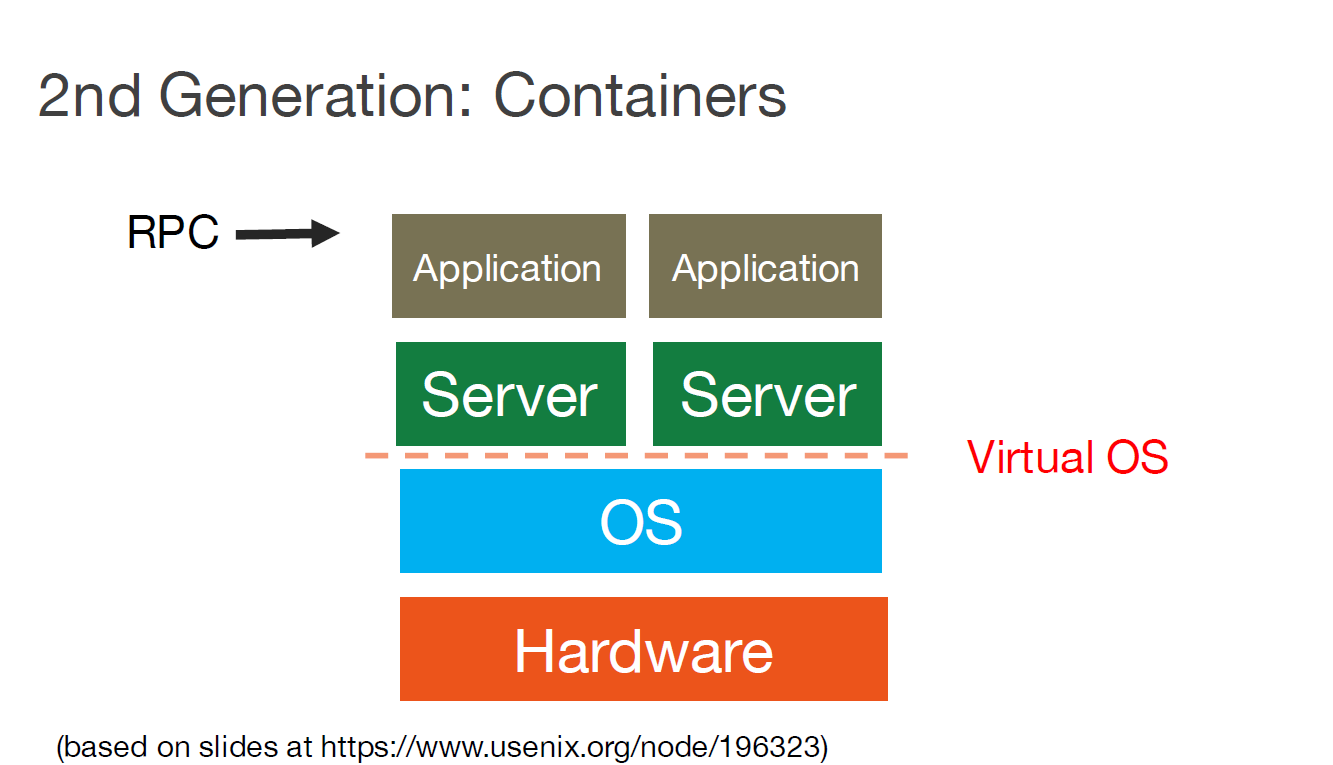 2nd Generation: Containers
RPC
Application
Application
Server
Server
Virtual OS
OS
Hardware
(based on slides at https://www.usenix.org/node/196323)